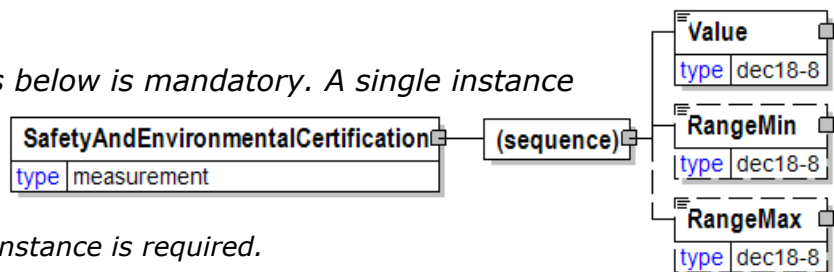 Value
type dec18-8
s below is mandatory. A single instance
SafetyAndEnvironmentalCertification
type measurement
(sequence)
RangeMin
type dec18-8
nstance is required.
RangeMax
type dec18-8